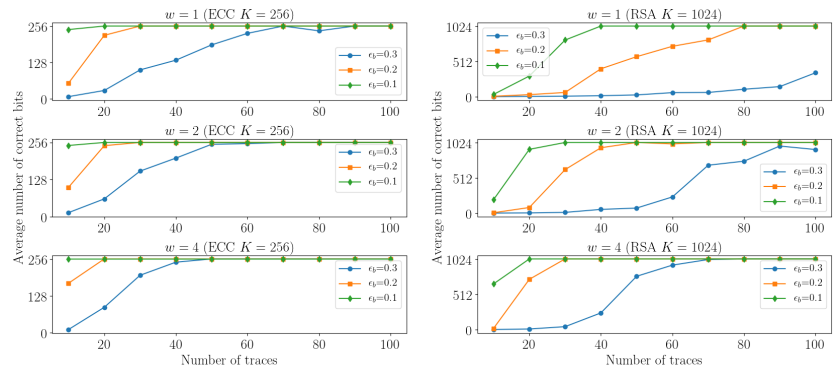 w = 1 (ECC K = 256)
256
128
0
20
40
60
80
100
ϵb=0.3
ϵb=0.2
ϵb=0.1
w = 2 (ECC K = 256)
256
128
0
20
40
60
80
100
ϵb=0.3
ϵb=0.2
ϵb=0.1
w = 4 (ECC K = 256)
256
128
0
20
40
60
80
100
ϵb=0.3
ϵb=0.2
ϵb=0.1
Average number of correct bits
Number of traces
w = 1 (RSA K = 1024)
1024
512
0
20
40
60
80
100
ϵb=0.3
ϵb=0.2
ϵb=0.1
w = 2 (RSA K = 1024)
1024
512
0
20
40
60
80
100
ϵb=0.3
ϵb=0.2
ϵb=0.1
w = 4 (RSA K = 1024)
1024
512
0
20
40
60
80
100
ϵb=0.3
ϵb=0.2
ϵb=0.1
Average number of correct bits
Number of traces